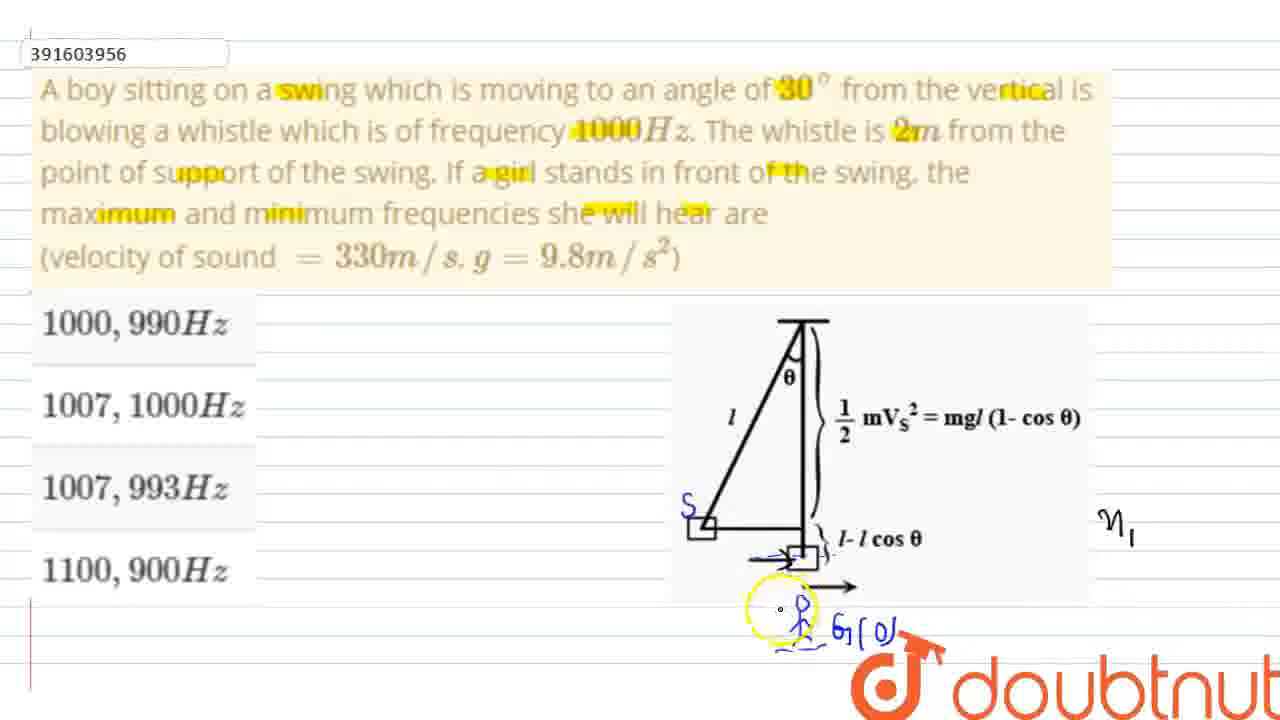 391603956
A boy sitting on a swing which is moving to an angle of 30° from the vertical is
blowing a whistle which is of frequency 1000Hz. The whistle is 2m from the
point of support of the swing. If a girl stands in front of the swing, the
maximum and minimum frequencies she will hear are
(velocity of sound = 330m/s. g = 9.8m/s²)
1000, 990Hz
1007, 1000Hz
1007, 993Hz
1100, 900Hz
θ
l
1/2 mVs² = mgl (1- cos θ)
S
l- l cos θ
n₁
G(O)
doubtnut